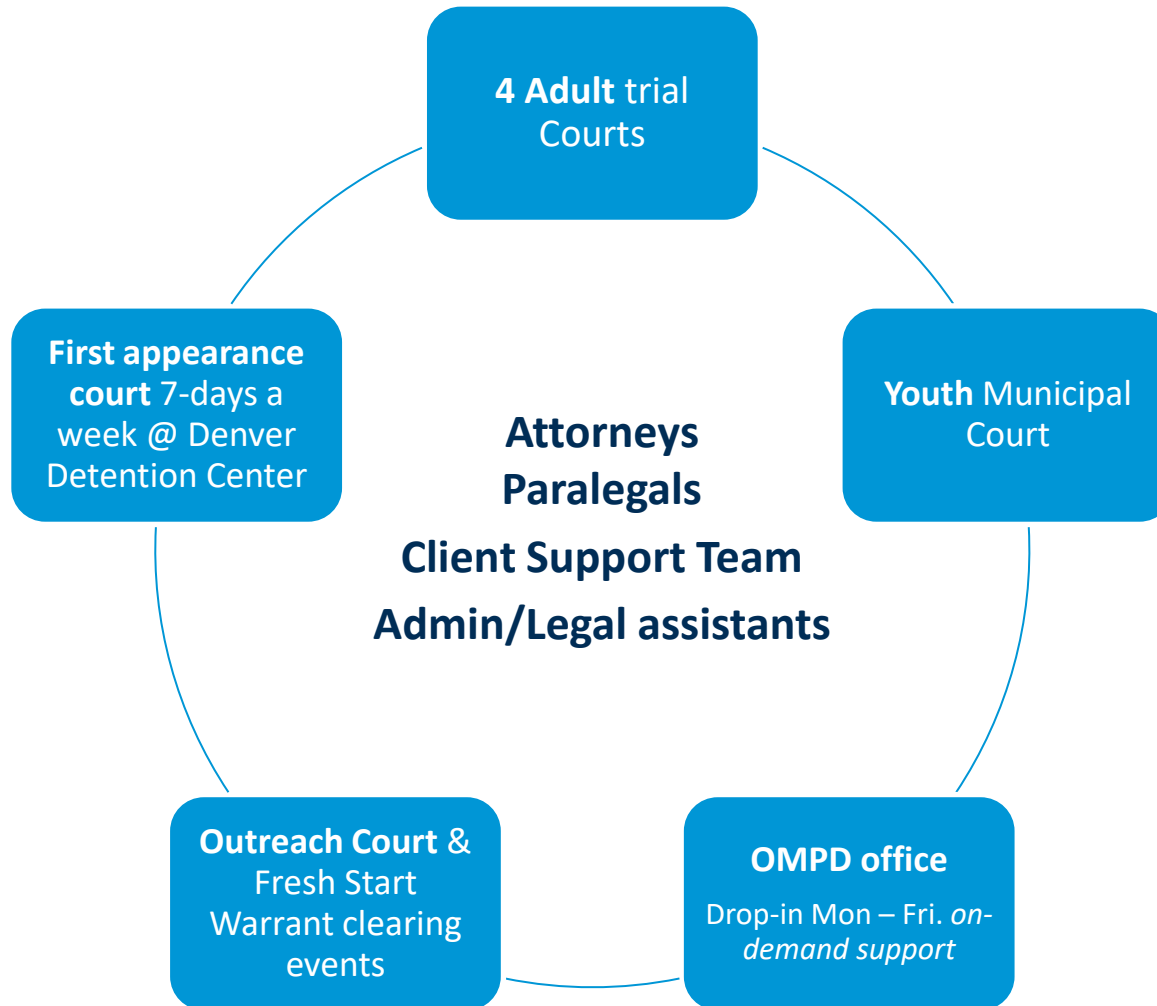 4 Adult trial
Courts
Youth Municipal
Court
OMPD office
Drop-in Mon – Fri. on-
demand support
Outreach Court &
Fresh Start
Warrant clearing
events
First appearance
court 7-days a
week @ Denver
Detention Center
Attorneys
Paralegals
Client Support Team
Admin/Legal assistants